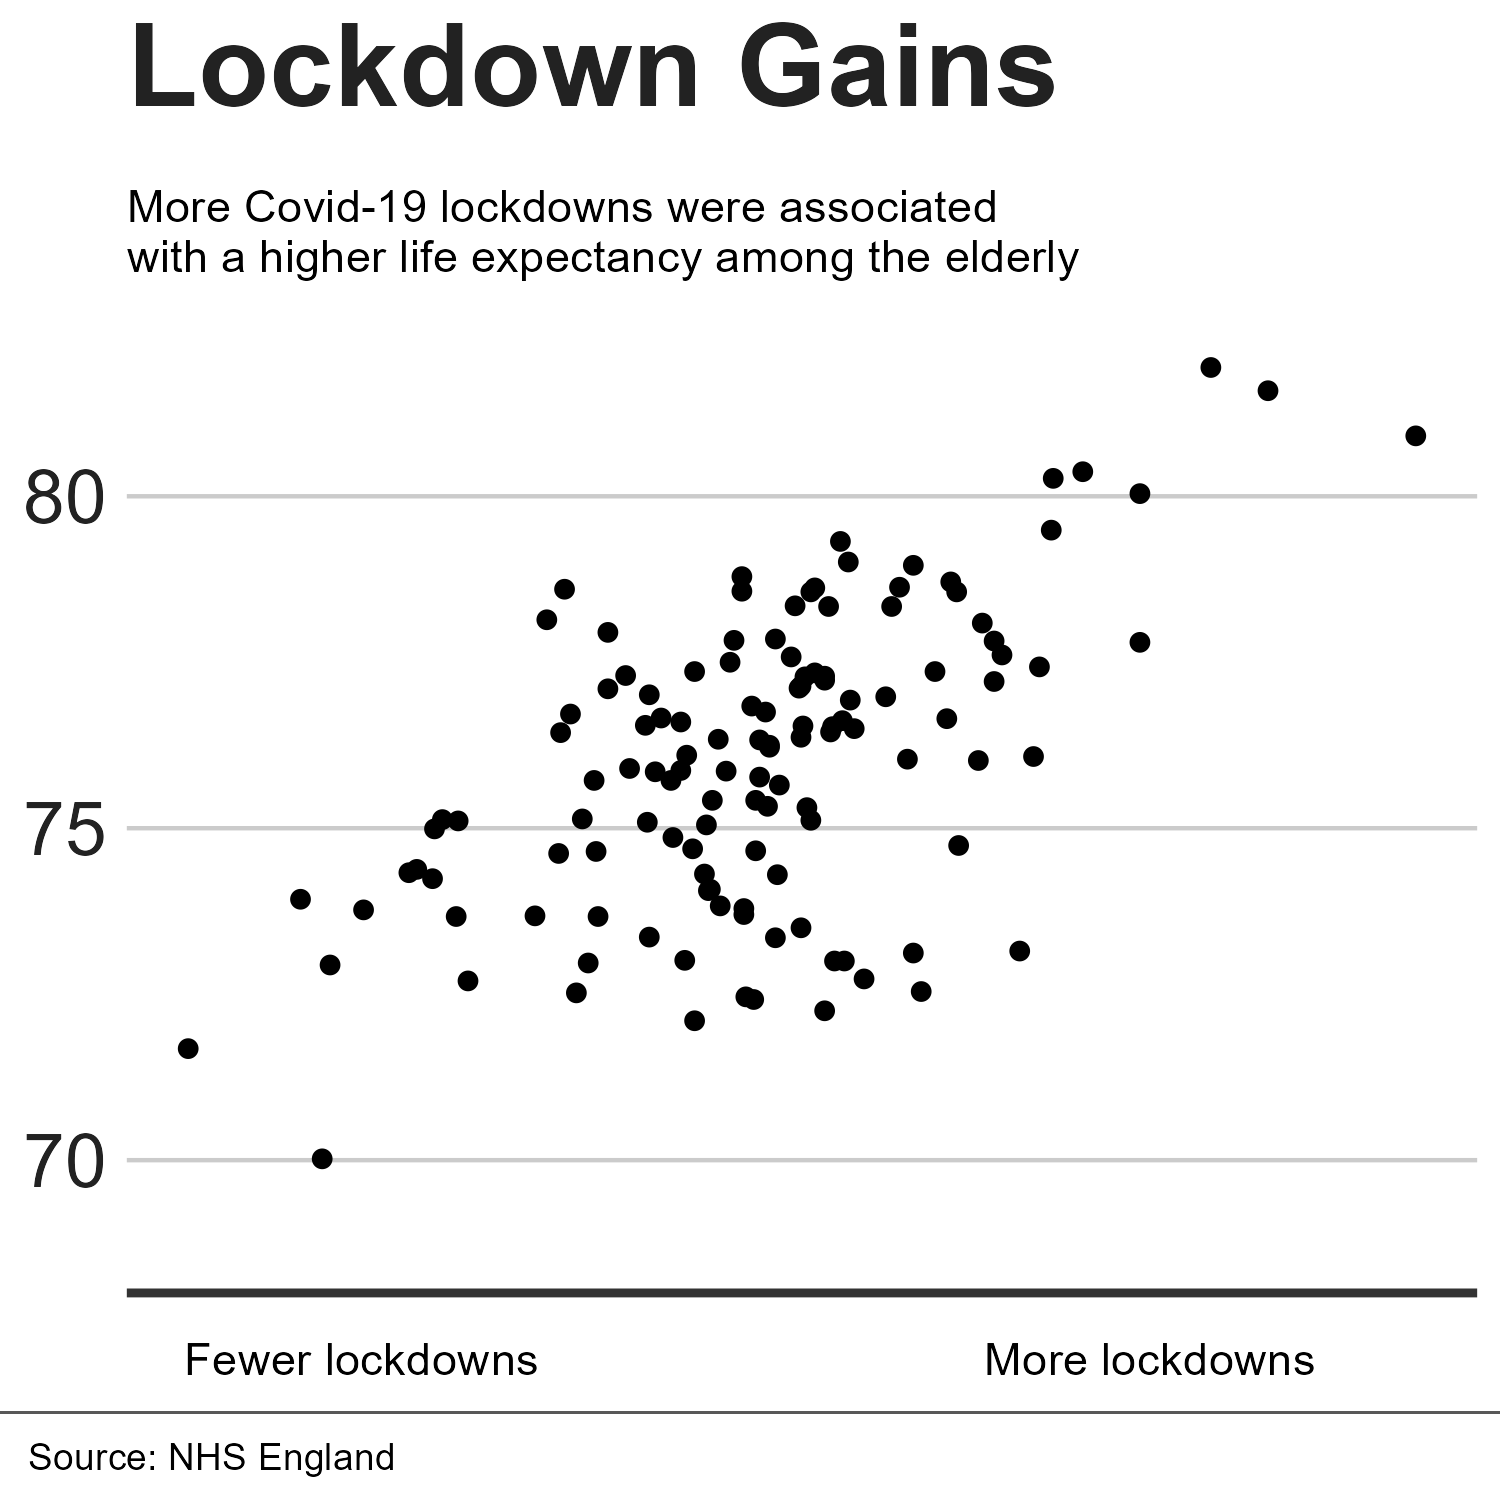 Lockdown Gains
More Covid-19 lockdowns were associated
with a higher life expectancy among the elderly
80
75
70
Fewer lockdowns
More lockdowns
Source: NHS England